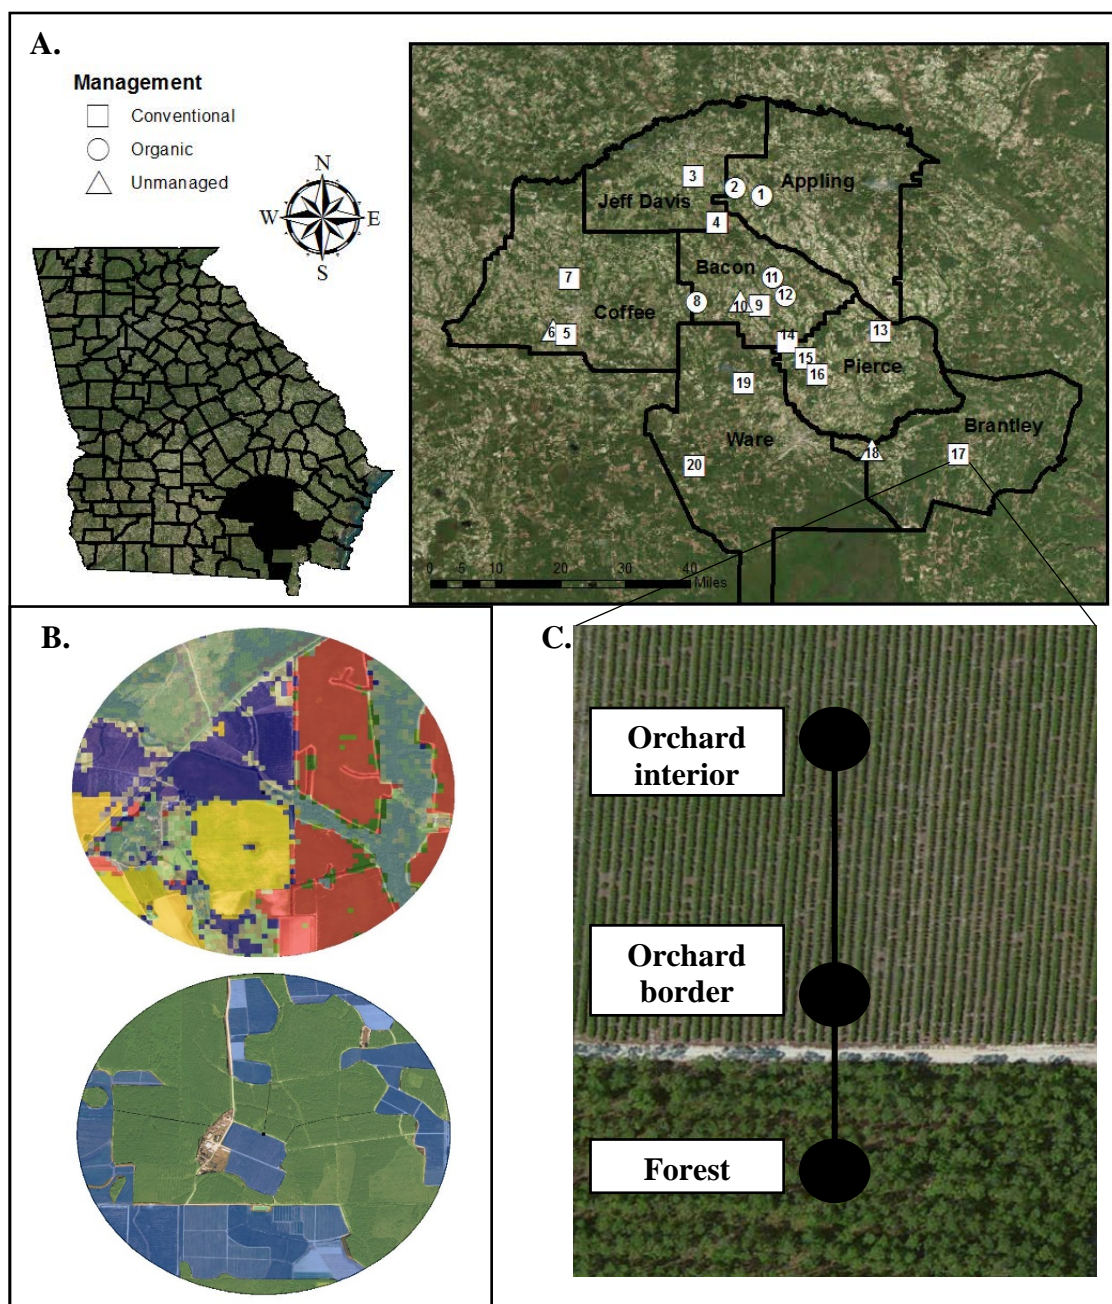 A.
Management
Conventional
Organic
Unmanaged
N
W
E
S
3
2
1
Appling
Jeff Davis
4
7
Bacon
11
8
12
10
9
Coffee
6
5
14
13
15
Pierce
16
19
Ware
Brantley
18
17
20
0
5
10
20
30
40
Miles
B.
C.
Orchard
interior
Orchard
border
Forest